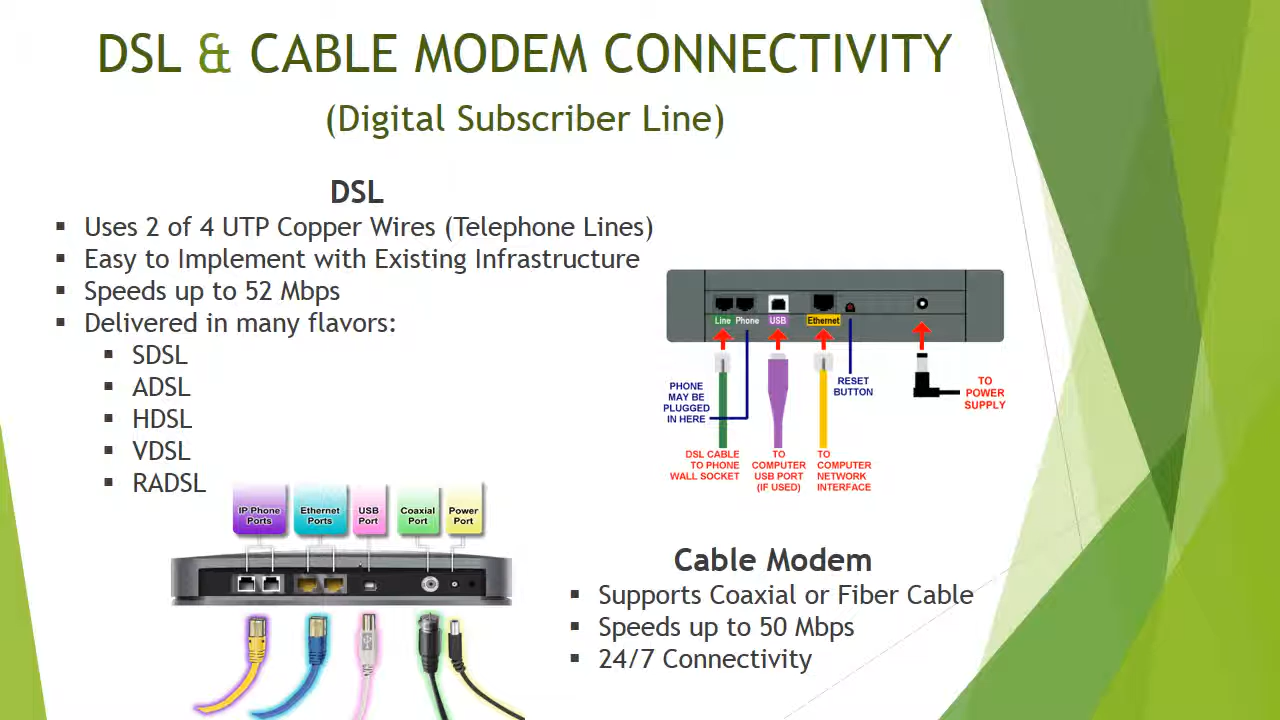 DSL & CABLE MODEM CONNECTIVITY
(Digital Subscriber Line)
DSL
▪ Uses 2 of 4 UTP Copper Wires (Telephone Lines)
▪ Easy to Implement with Existing Infrastructure
▪ Speeds up to 52 Mbps
▪ Delivered in many flavors:
▪ SDSL
▪ ADSL
▪ HDSL
▪ VDSL
▪ RADSL
Line Phone USB Ethernet
PHONE
MAY BE
PLUGGED
IN HERE
RESET
BUTTON
TO
POWER
SUPPLY
DSL CABLE
TO PHONE
WALL SOCKET
TO
COMPUTER
USB PORT
(IF USED)
TO
COMPUTER
NETWORK
INTERFACE
IP Phone
Ports
Ethernet
Ports
USB
Port
Coaxial
Port
Power
Port
Cable Modem
▪ Supports Coaxial or Fiber Cable
▪ Speeds up to 50 Mbps
▪ 24/7 Connectivity